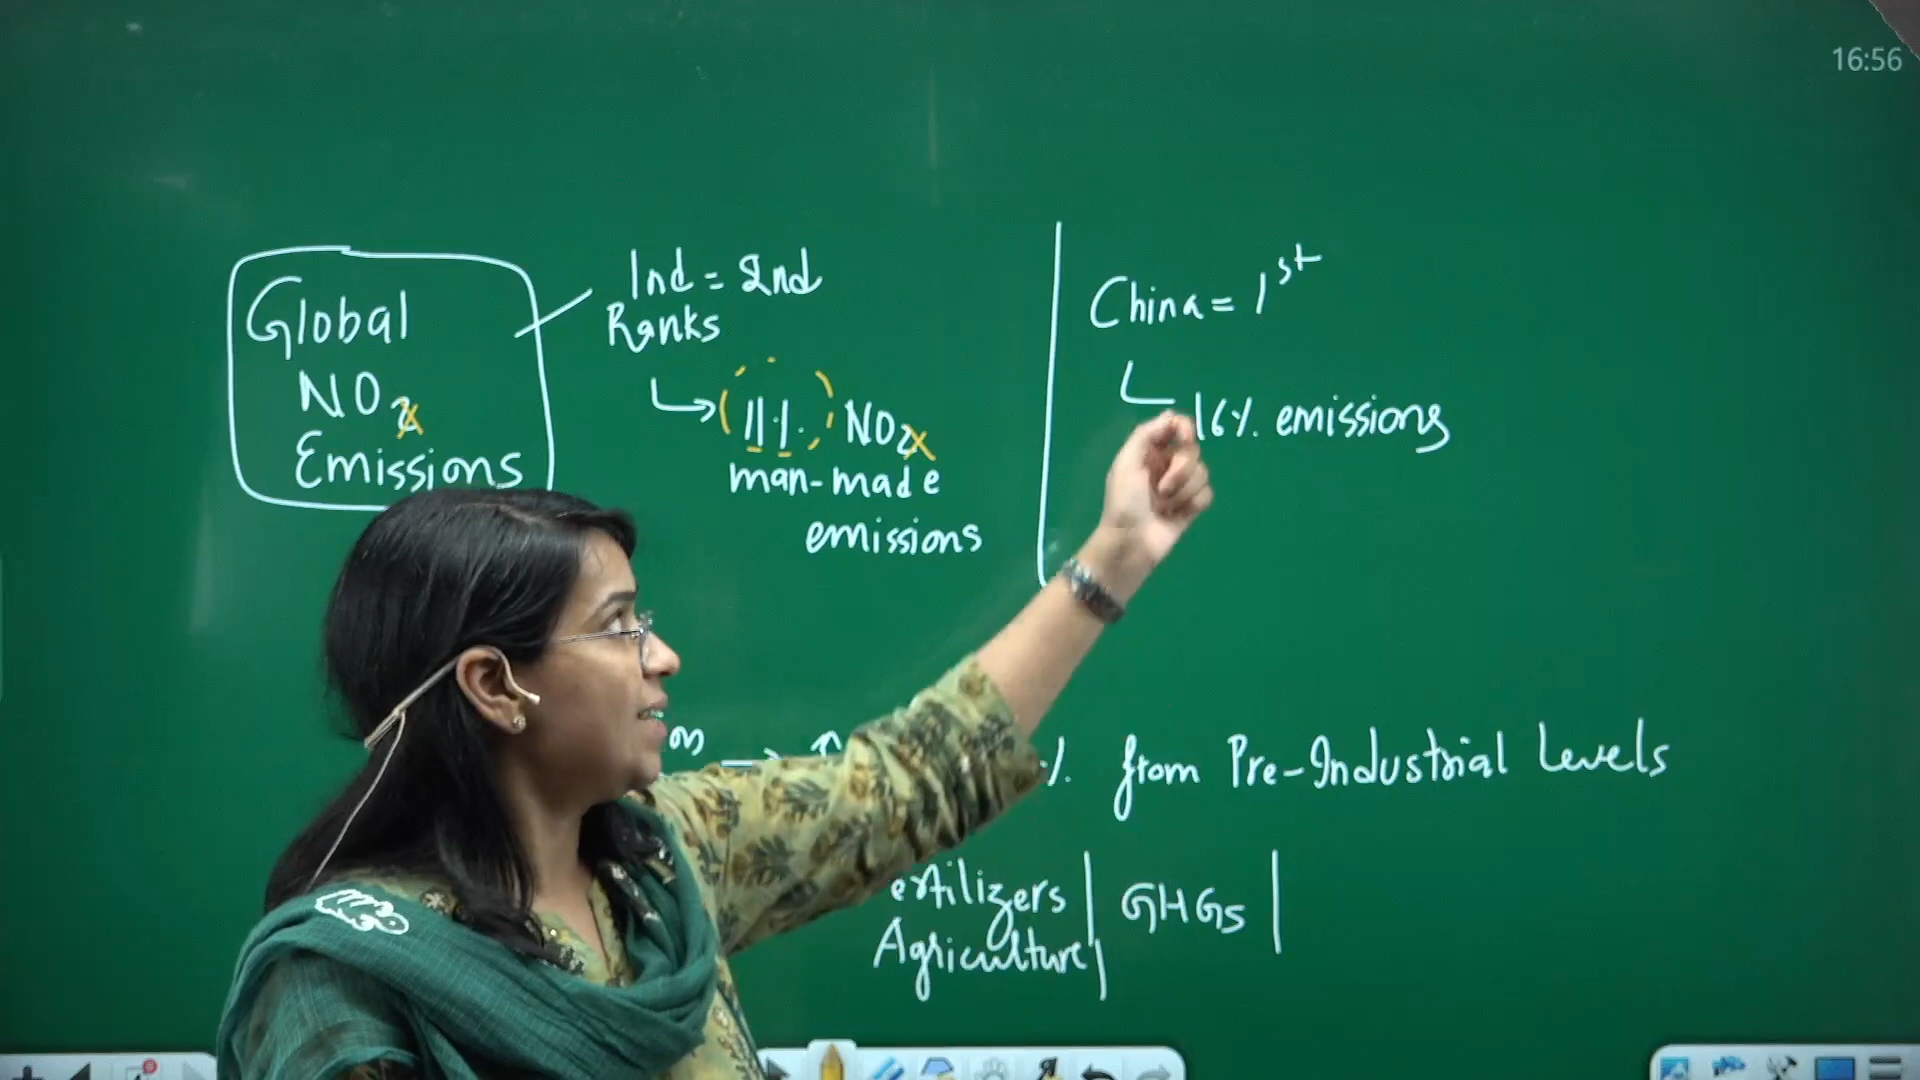 16:56
Global
NOx
Emissions
Ind = 2nd
Ranks
11% NOx
man-made
emissions
China = 1st
16% emissions
% from Pre-Industrial Levels
ertilizers
Agriculture
GHGs